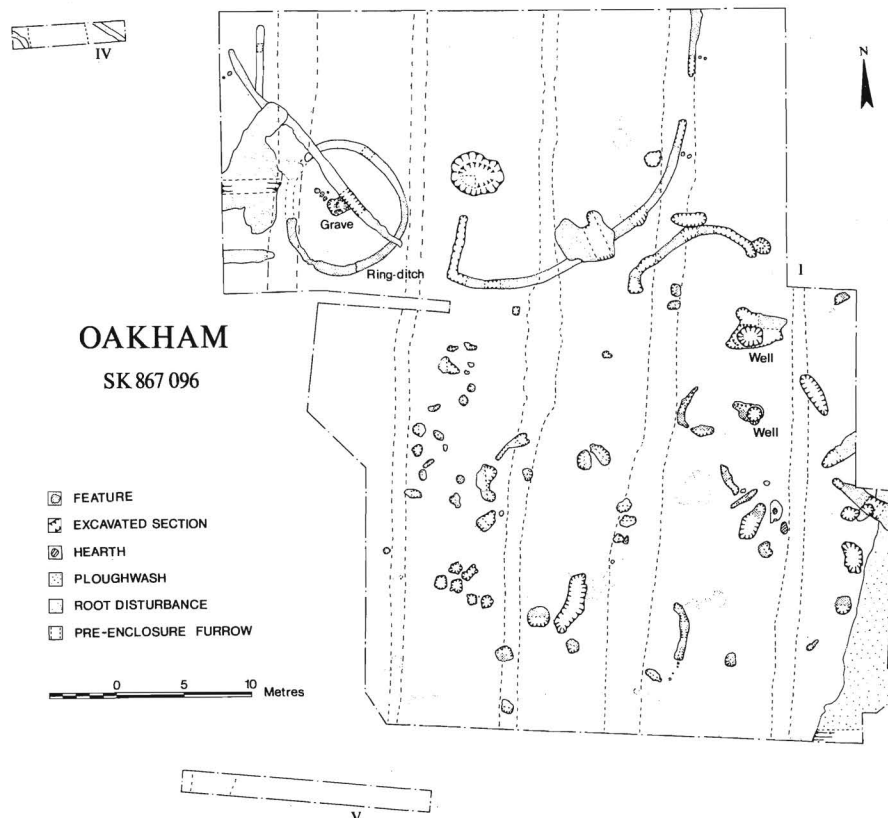 IV
N
Grave
Ring-ditch
I
OAKHAM
SK 867 096
Well
Well
FEATURE
EXCAVATED SECTION
HEARTH
PLOUGHWASH
ROOT DISTURBANCE
PRE-ENCLOSURE FURROW
0 5 10 Metres
V